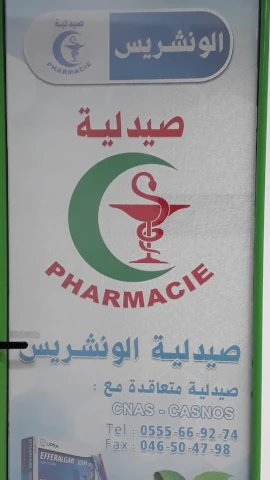 صيدلية
PHARMACIE
الونشريس
صيدلية
PHARMACIE
صيدلية الونشريس
صيدلية متعاقدة مع :
CNAS - CASNOS
Tel : 0555-66-92-74
Fax : 046-50-47-98
EFFERALGAN